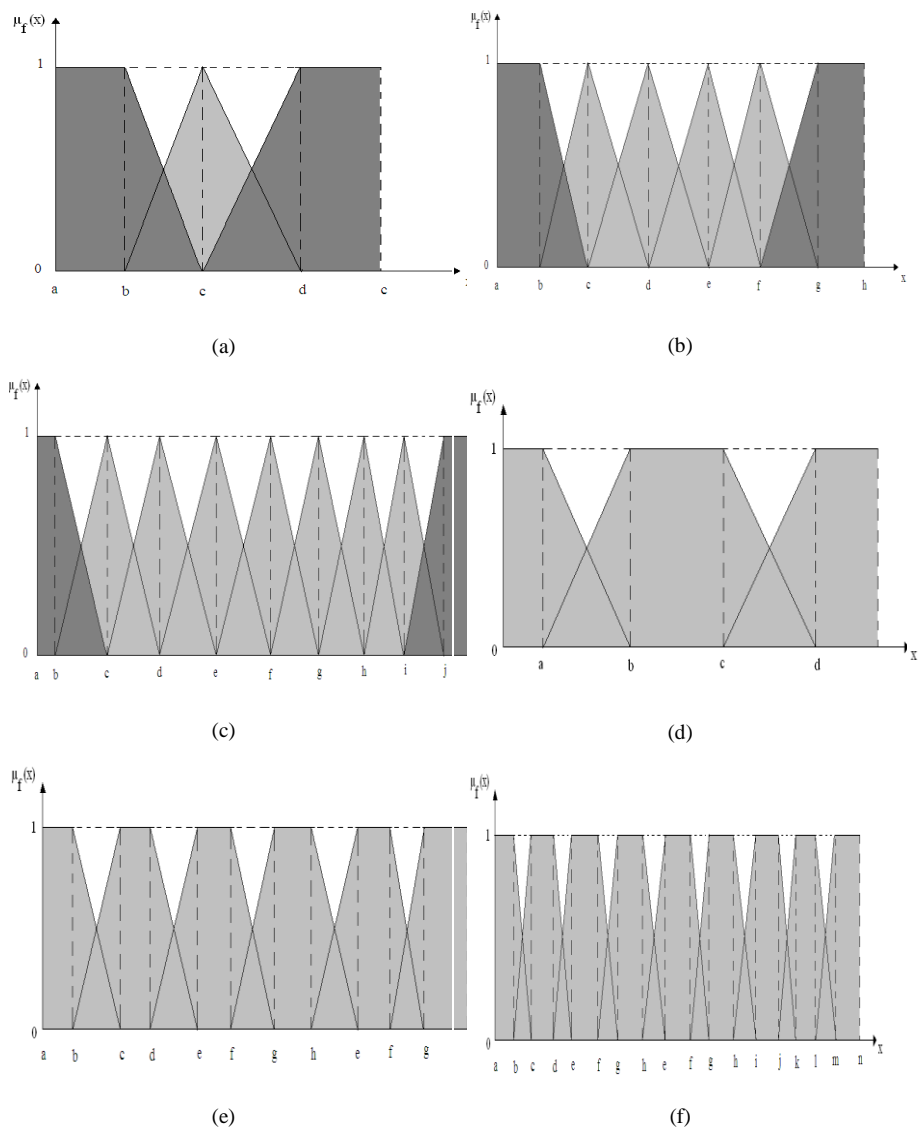 μf(x)
1
0
a b c d c
(a)
μf(x)
1
0
a b c d e f g h
x
(b)
μf(x)
1
0
a b c d e f g h i j
(c)
μf(x)
1
0
a b c d
x
(d)
μf(x)
1
0
a b c d e f g h e f g
(e)
μf(x)
1
0
a b c d e f g h e f g h i j k l m n
x
(f)